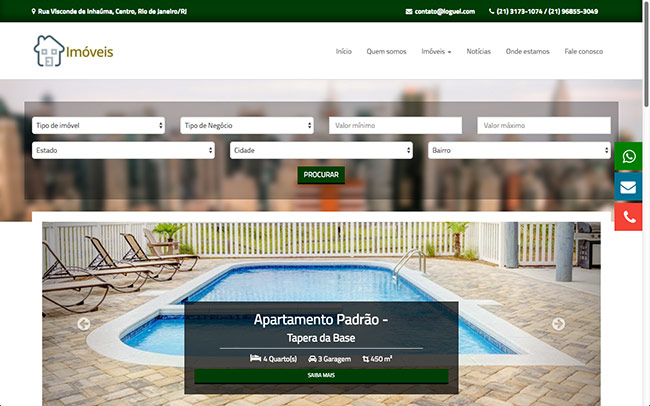 Rua Visconde de Inhaúma, Centro, Rio de Janeiro/RJ
contato@loguel.com
(21) 3173-1074 / (21) 96855-3049
Imóveis
Início
Quem somos
Imóveis
Notícias
Onde estamos
Fale conosco
Tipo de imóvel
Tipo de Negócio
Valor mínimo
Valor máximo
Estado
Cidade
Bairro
PROCURAR
Apartamento Padrão -
Tapera da Base
4 Quarto(s) 3 Garagem 450 m²
SAIBA MAIS